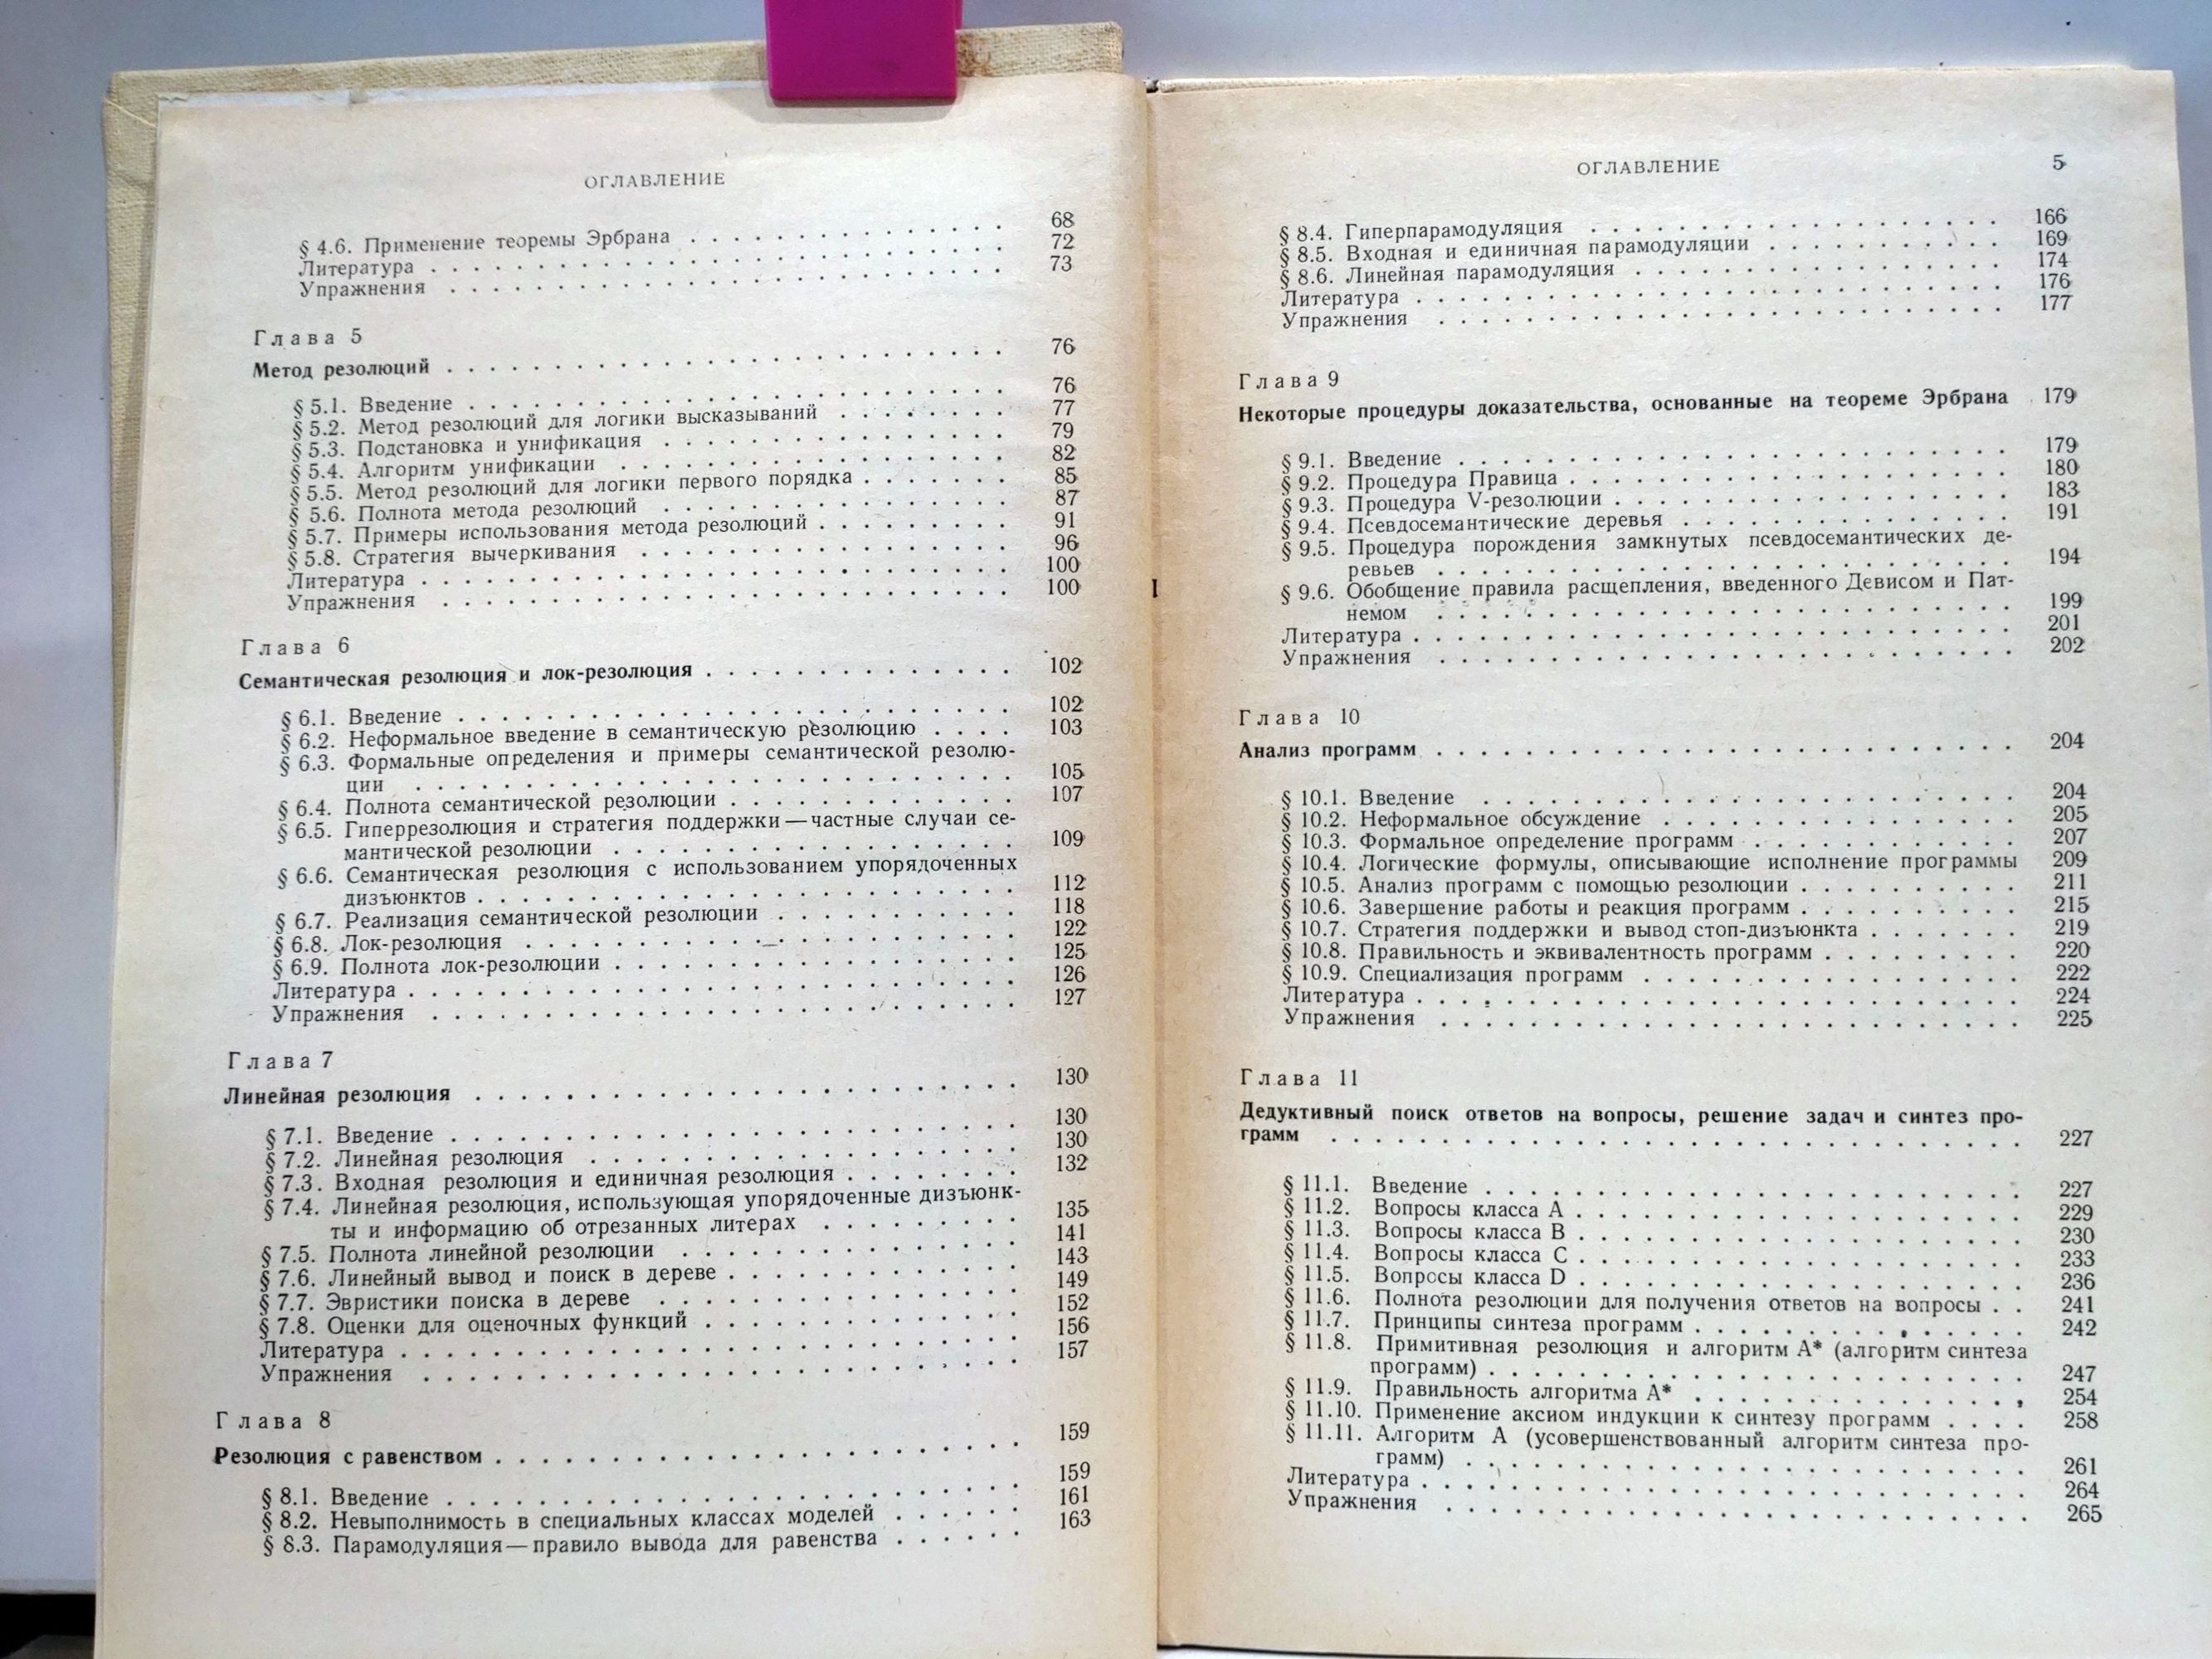 ОГЛАВЛЕНИЕ
§ 4.6. Применение теоремы Эрбрана . . . . . . . . . . . . 68
Литература . . . . . . . . . . . . 72
Упражнения . . . . . . . . . . . . 73
Глава 5
Метод резолюций . . . . . . . . . . . . 76
§ 5.1. Введение . . . . . . . . . . . . 76
§ 5.2. Метод резолюций для логики высказываний . . . . . . . 77
§ 5.3. Подстановка и унификация . . . . . . . . . . . . 79
§ 5.4. Алгоритм унификации . . . . . . . . . . . . 82
§ 5.5. Метод резолюций для логики первого порядка . . . . . . . 85
§ 5.6. Полнота метода резолюций . . . . . . . . . . . . 87
§ 5.7. Примеры использования метода резолюций . . . . . . . . 91
§ 5.8. Стратегия вычеркивания . . . . . . . . . . . . 96
Литература . . . . . . . . . . . . 100
Упражнения . . . . . . . . . . . . 100
Глава 6
Семантическая резолюция и лок-резолюция . . . . . . . . . . . . 102
§ 6.1. Введение . . . . . . . . . . . . 102
§ 6.2. Неформальное введение в семантическую резолюцию . . . . 103
§ 6.3. Формальные определения и примеры семантической резолю-
ции . . . . . . . . . . . . 105
§ 6.4. Полнота семантической резолюции . . . . . . . . . . . . 107
§ 6.5. Гиперрезолюция и стратегия поддержки — частные случаи се-
мантической резолюции . . . . . . . . . . . . 109
§ 6.6. Семантическая резолюция с использованием упорядоченных
дизъюнктов . . . . . . . . . . . . 112
§ 6.7. Реализация семантической резолюции . . . . . . . . . . 118
§ 6.8. Лок-резолюция . . . . . . . . . . . . 122
§ 6.9. Полнота лок-резолюции . . . . . . . . . . . . 125
Литература . . . . . . . . . . . . 126
Упражнения . . . . . . . . . . . . 127
Глава 7
Линейная резолюция . . . . . . . . . . . . 130
§ 7.1. Введение . . . . . . . . . . . . 130
§ 7.2. Линейная резолюция . . . . . . . . . . . . 130
§ 7.3. Входная резолюция и единичная резолюция . . . . . . . 132
§ 7.4. Линейная резолюция, использующая упорядоченные дизъюнк-
ты и информацию об отрезанных литерах . . . . . . . . 135
§ 7.5. Полнота линейной резолюции . . . . . . . . . . . . 141
§ 7.6. Линейный вывод и поиск в дереве . . . . . . . . . . . . 143
§ 7.7. Эвристики поиска в дереве . . . . . . . . . . . . 149
§ 7.8. Оценки для оценочных функций . . . . . . . . . . . . 152
Литература . . . . . . . . . . . . 156
Упражнения . . . . . . . . . . . . 157
Глава 8
Резолюция с равенством . . . . . . . . . . . . 159
§ 8.1. Введение . . . . . . . . . . . . 159
§ 8.2. Невыполнимость в специальных классах моделей . . . . . . 161
§ 8.3. Парамодуляция — правило вывода для равенства . . . . . . 163
ОГЛАВЛЕНИЕ 5
§ 8.4. Гиперпарамодуляция . . . . . . . . . . . . 166
§ 8.5. Входная и единичная парамодуляции . . . . . . . . . . 169
§ 8.6. Линейная парамодуляция . . . . . . . . . . . . 174
Литература . . . . . . . . . . . . 176
Упражнения . . . . . . . . . . . . 177
Глава 9
Некоторые процедуры доказательства, основанные на теореме Эрбрана . 179
§ 9.1. Введение . . . . . . . . . . . . 179
§ 9.2. Процедура Правица . . . . . . . . . . . . 180
§ 9.3. Процедура V-резолюции . . . . . . . . . . . . 183
§ 9.4. Псевдосемантические деревья . . . . . . . . . . . . 191
§ 9.5. Процедура порождения замкнутых псевдосемантических де-
ревьев . . . . . . . . . . . . 194
§ 9.6. Обобщение правила расщепления, введенного Девисом и Пат-
немом . . . . . . . . . . . . 199
Литература . . . . . . . . . . . . 201
Упражнения . . . . . . . . . . . . 202
Глава 10
Анализ программ . . . . . . . . . . . . 204
§ 10.1. Введение . . . . . . . . . . . . 204
§ 10.2. Неформальное обсуждение . . . . . . . . . . . . 205
§ 10.3. Формальное определение программ . . . . . . . . . . . 207
§ 10.4. Логические формулы, описывающие исполнение программы 209
§ 10.5. Анализ программ с помощью резолюции . . . . . . . . . 211
§ 10.6. Завершение работы и реакция программ . . . . . . . . . 215
§ 10.7. Стратегия поддержки и вывод стоп-дизъюнкта . . . . . . . 219
§ 10.8. Правильность и эквивалентность программ . . . . . . . . 220
§ 10.9. Специализация программ . . . . . . . . . . . . 222
Литература . . . . . . . . . . . . 224
Упражнения . . . . . . . . . . . . 225
Глава 11
Дедуктивный поиск ответов на вопросы, решение задач и синтез про-
грамм . . . . . . . . . . . . 227
§ 11.1. Введение . . . . . . . . . . . . 227
§ 11.2. Вопросы класса A . . . . . . . . . . . . 229
§ 11.3. Вопросы класса B . . . . . . . . . . . . 230
§ 11.4. Вопросы класса C . . . . . . . . . . . . 233
§ 11.5. Вопросы класса D . . . . . . . . . . . . 236
§ 11.6. Полнота резолюции для получения ответов на вопросы . . 241
§ 11.7. Принципы синтеза программ . . . . . . . . . . . . 242
§ 11.8. Примитивная резолюция и алгоритм A* (алгоритм синтеза
программ) . . . . . . . . . . . . 247
§ 11.9. Правильность алгоритма A* . . . . . . . . . . . . 254
§ 11.10. Применение аксиом индукции к синтезу программ . . . . 258
§ 11.11. Алгоритм A (усовершенствованный алгоритм синтеза про-
грамм) . . . . . . . . . . . . 261
Литература . . . . . . . . . . . . 264
Упражнения . . . . . . . . . . . . 265